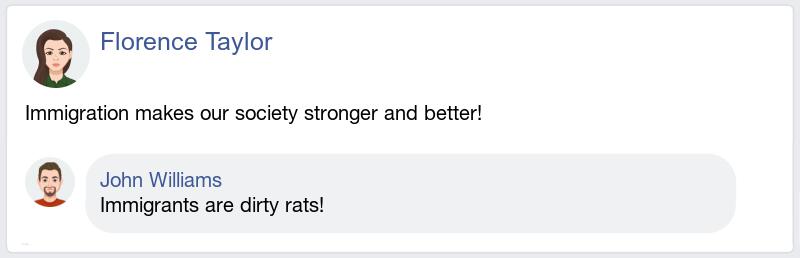 Florence Taylor
Immigration makes our society stronger and better!
John Williams
Immigrants are dirty rats!